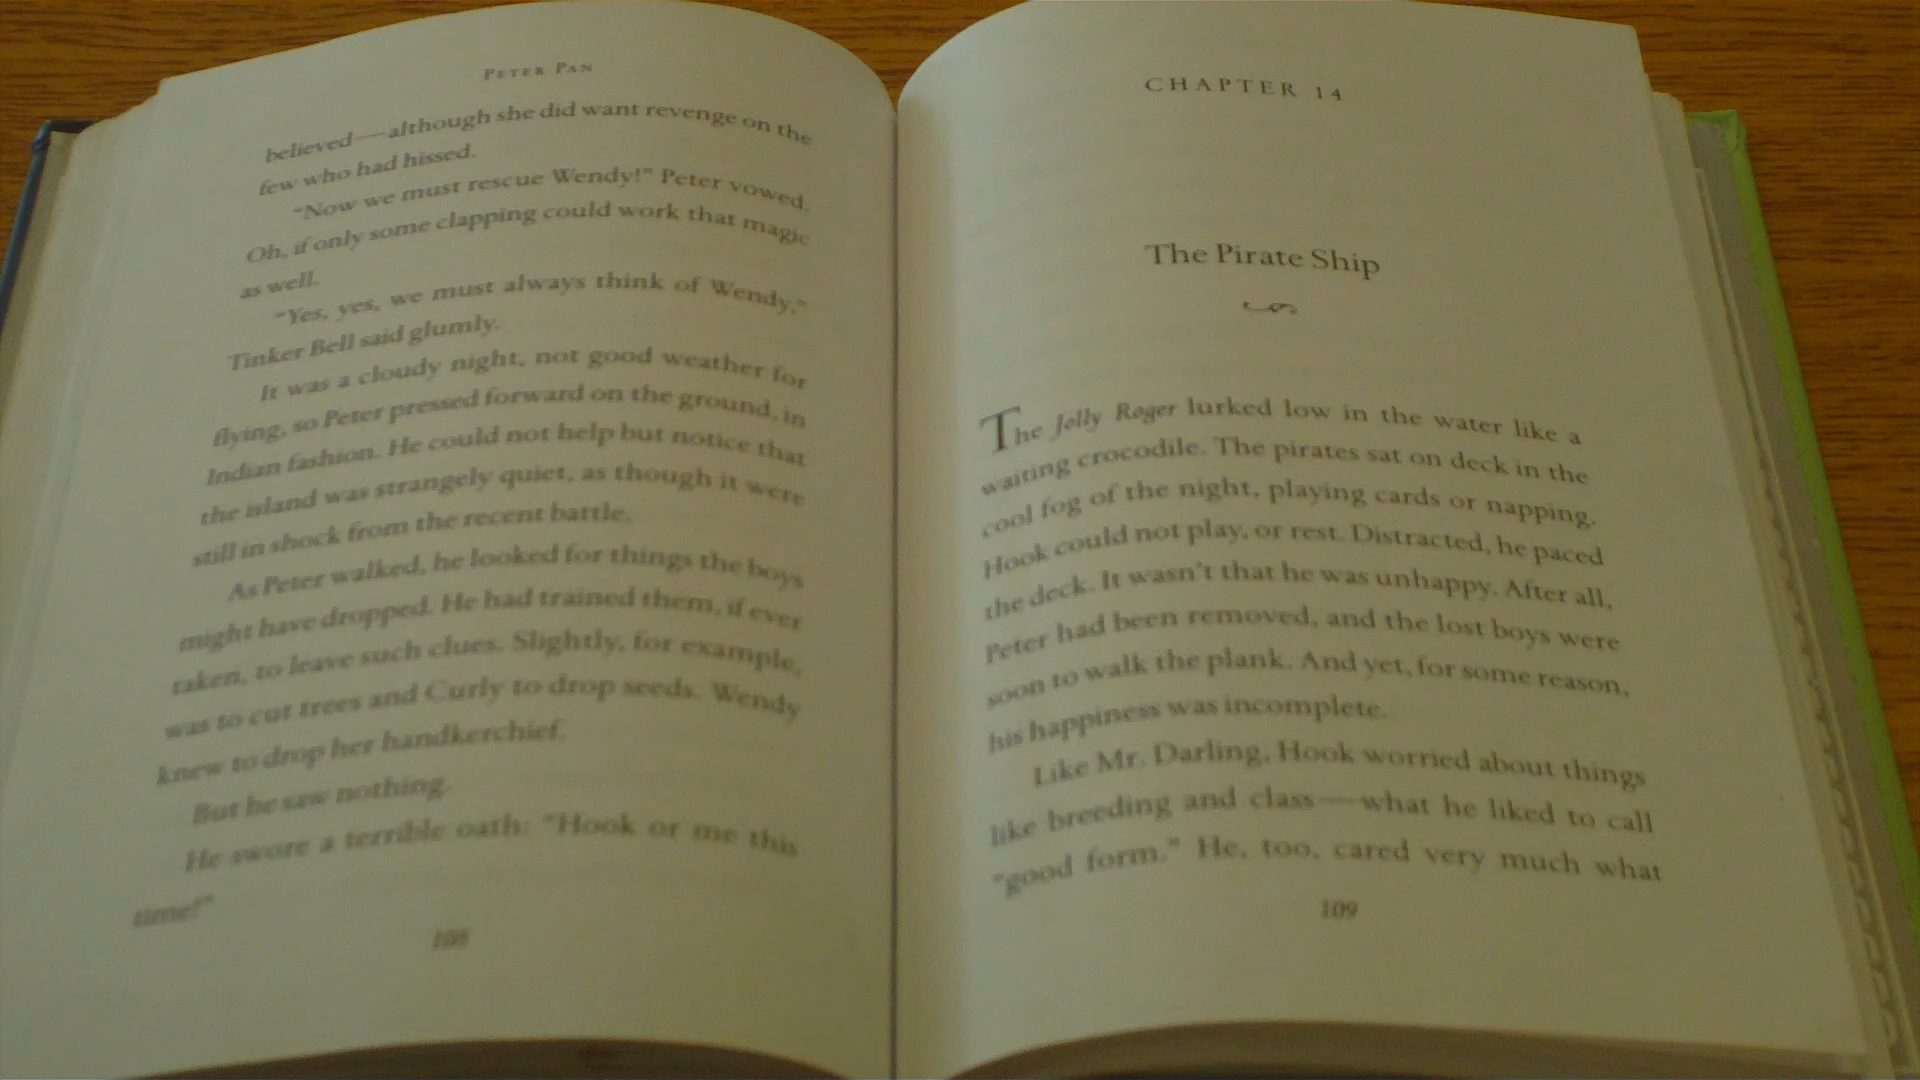 PETER PAN
believed—although she did want revenge on the
few who had hissed.
“Now we must rescue Wendy!” Peter vowed.
Oh, if only some clapping could work that magic
as well.
“Yes, yes, we must always think of Wendy,”
Tinker Bell said glumly.
It was a cloudy night, not good weather for
flying, so Peter pressed forward on the ground, in
Indian fashion. He could not help but notice that
the island was strangely quiet, as though it were
still in shock from the recent battle.
As Peter walked, he looked for things the boys
might have dropped. He had trained them, if ever
taken, to leave such clues. Slightly, for example,
was to cut trees and Curly to drop seeds. Wendy
knew to drop her handkerchief.
But he saw nothing.
He swore a terrible oath: “Hook or me this
time!”
108
CHAPTER 14
The Pirate Ship
The Jolly Roger lurked low in the water like a
waiting crocodile. The pirates sat on deck in the
cool fog of the night, playing cards or napping.
Hook could not play, or rest. Distracted, he paced
the deck. It wasn’t that he was unhappy. After all,
Peter had been removed, and the lost boys were
soon to walk the plank. And yet, for some reason,
his happiness was incomplete.
Like Mr. Darling, Hook worried about things
like breeding and class—what he liked to call
“good form.” He, too, cared very much what
109